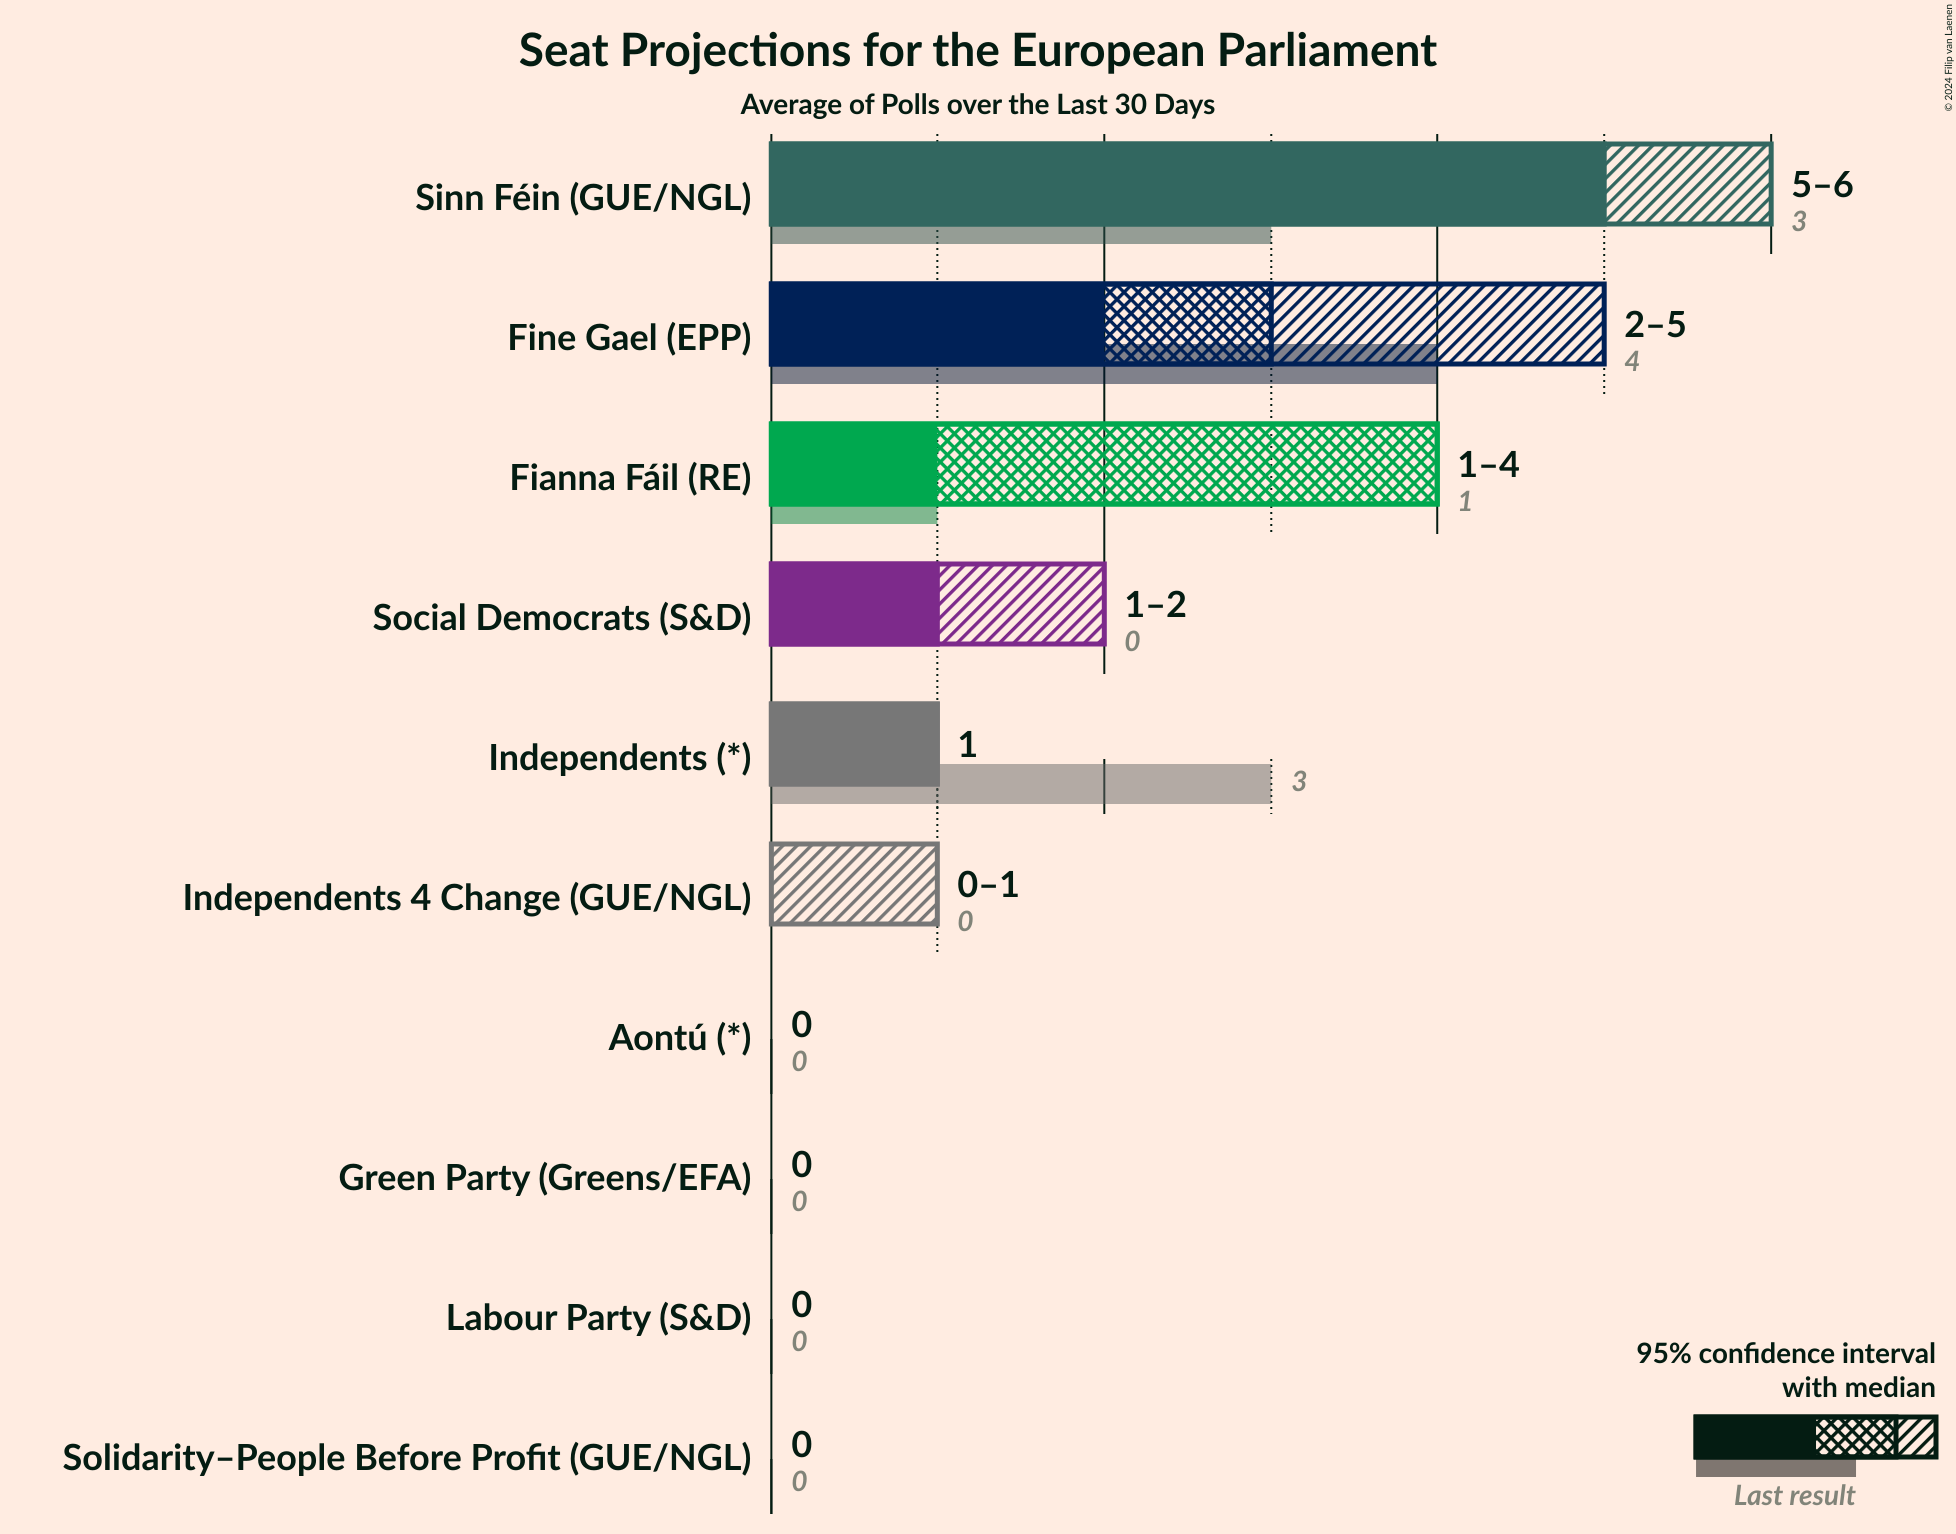 Seat Projections for the European Parliament
Average of Polls over the Last 30 Days
© 2024 Filip van Laenen
Sinn Féin (GUE/NGL)
5–6
3
Fine Gael (EPP)
2–5
4
Fianna Fáil (RE)
1–4
1
Social Democrats (S&D)
1–2
0
Independents (*)
1
3
Independents 4 Change (GUE/NGL)
0–1
0
Aontú (*)
0
0
Green Party (Greens/EFA)
0
0
Labour Party (S&D)
0
0
Solidarity–People Before Profit (GUE/NGL)
0
0
95% confidence interval
with median
Last result